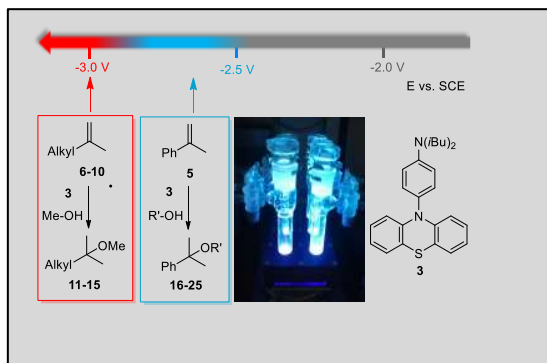 -3.0 V
-2.5 V
-2.0 V
E vs. SCE
Alkyl
6-10
3
Me-OH
Alkyl
OMe
11-15
Ph
5
3
R'-OH
Ph
OR'
16-25
N(iBu)₂
N
S
3